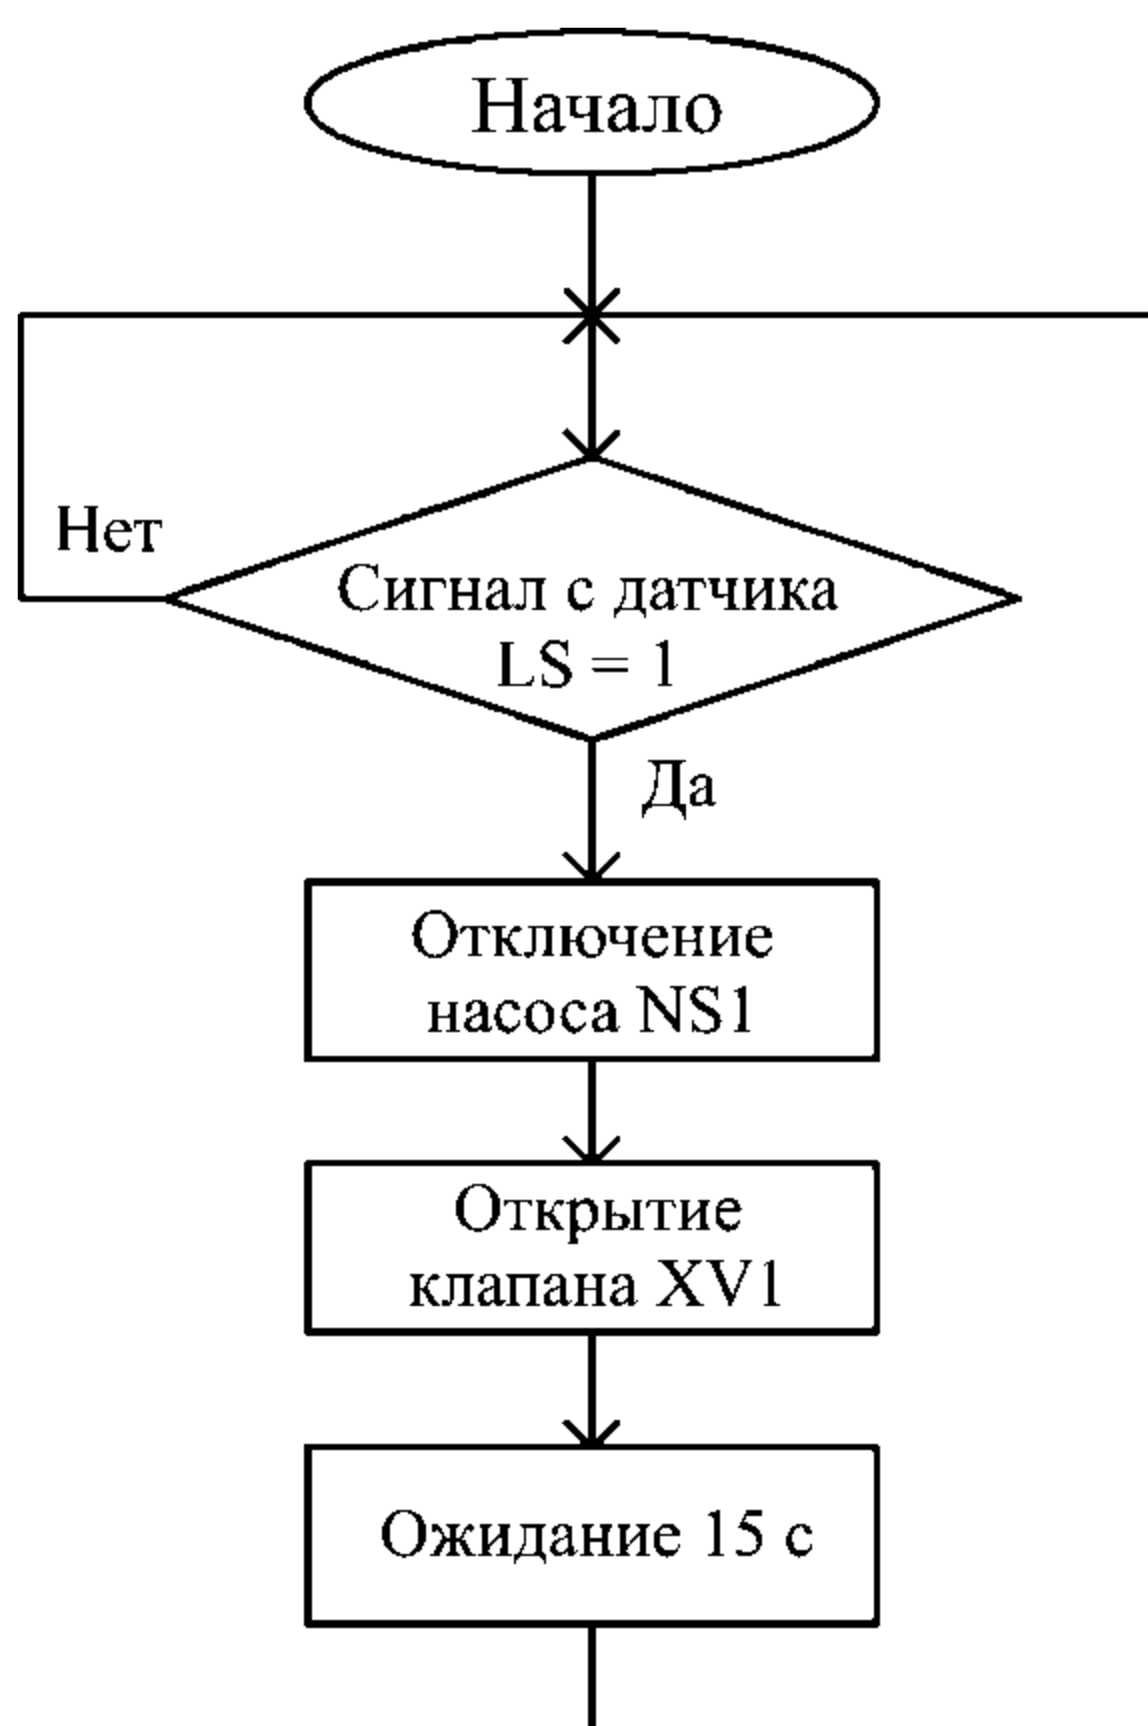 Начало
Нет
Сигнал с датчика
LS = 1
Да
Отключение
насоса NS1
Открытие
клапана XV1
Ожидание 15 с